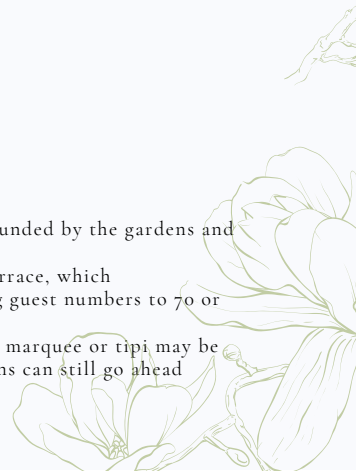 unded by the gardens and
rrace, which
g guest numbers to 70 or
marquee or tipi may be
ns can still go ahead